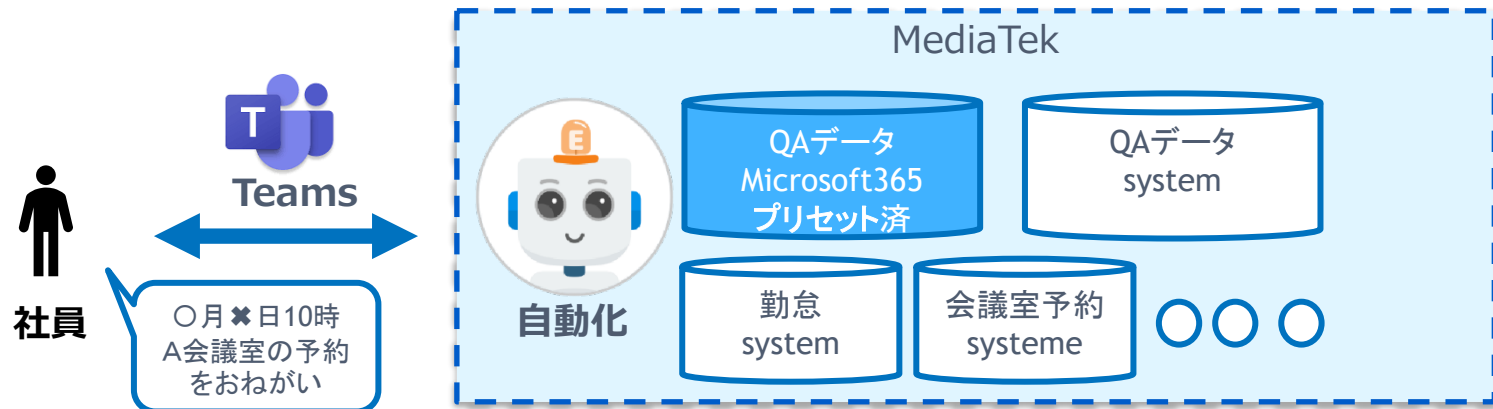 MediaTek
T
Teams
社員
〇月✖日10時
A会議室の予約
をおねがい
E
自動化
QAデータ
Microsoft365
プリセット済
QAデータ
system
勤怠
system
会議室予約
systeme